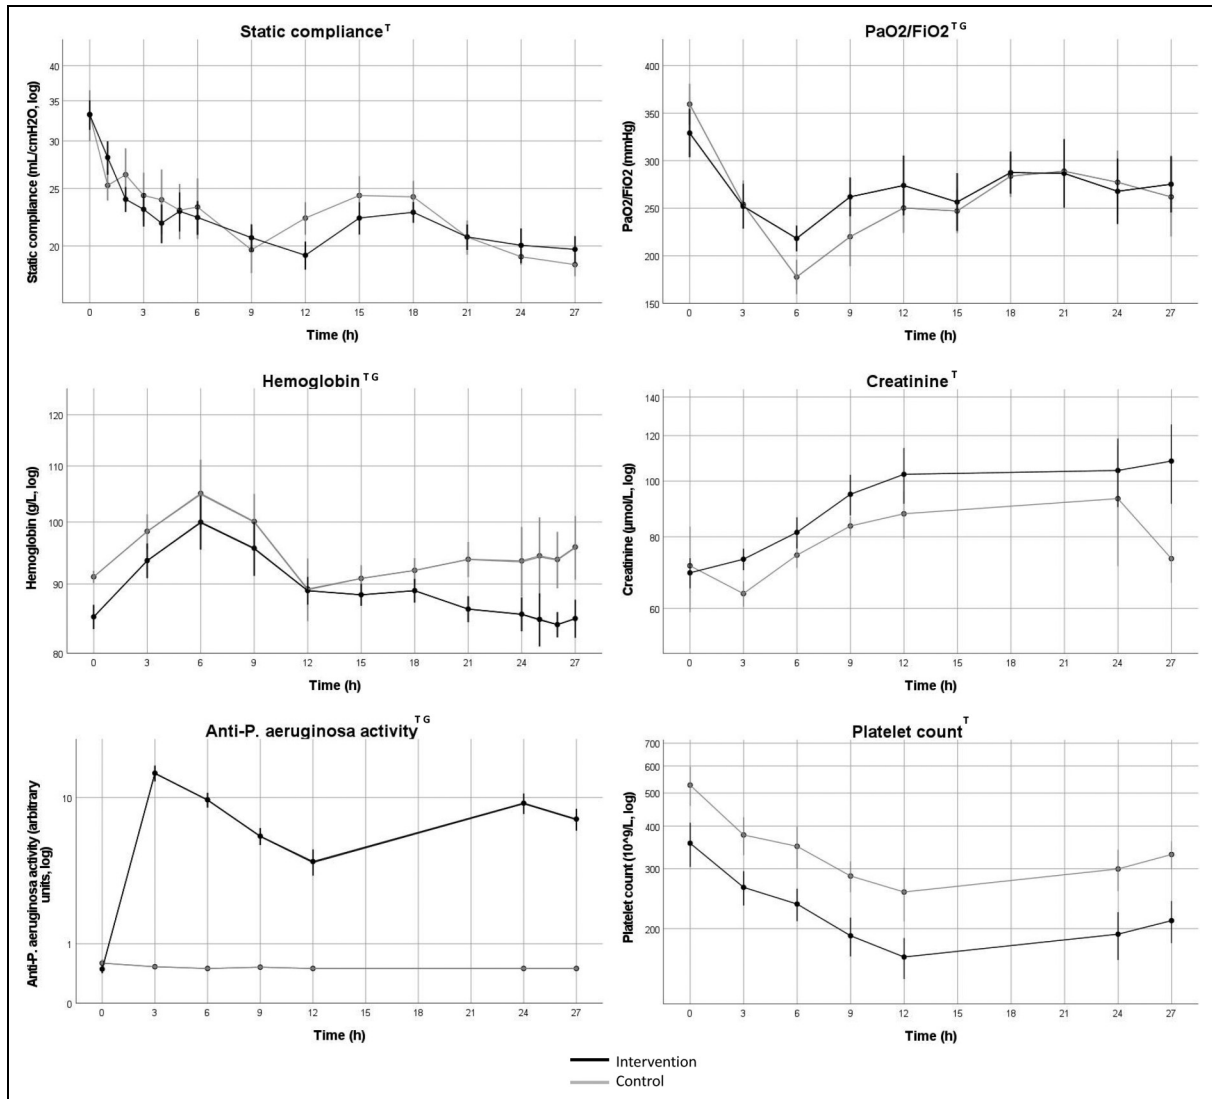 Static compliance T
Static compliance (mL/cmH2O, log)
40
35
30
25
20
0 3 6 9 12 15 18 21 24 27
Time (h)
PaO2/FiO2 T G
PaO2/FiO2 (mmHg)
400
350
300
250
200
150
0 3 6 9 12 15 18 21 24 27
Time (h)
Hemoglobin T G
Hemoglobin (g/L, log)
120
110
100
90
80
0 3 6 9 12 15 18 21 24 27
Time (h)
Creatinine T
Creatinine (µmol/L, log)
140
120
100
80
60
0 3 6 9 12 15 18 21 24 27
Time (h)
Anti-P. aeruginosa activity T G
Anti-P. aeruginosa activity (arbitrary
units, log)
10
1
0
0 3 6 9 12 15 18 21 24 27
Time (h)
Platelet count T
Platelet count (10^9/L, log)
700
600
500
400
300
200
0 3 6 9 12 15 18 21 24 27
Time (h)
Intervention
Control